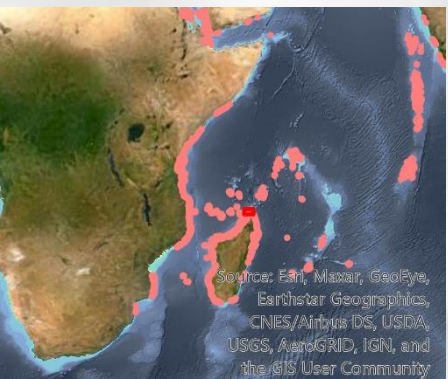 Source: Esri, Maxar, GeoEye,
Earthstar Geographics,
CNES/Airbus DS, USDA,
USGS, AeroGRID, IGN, and
the GIS User Community